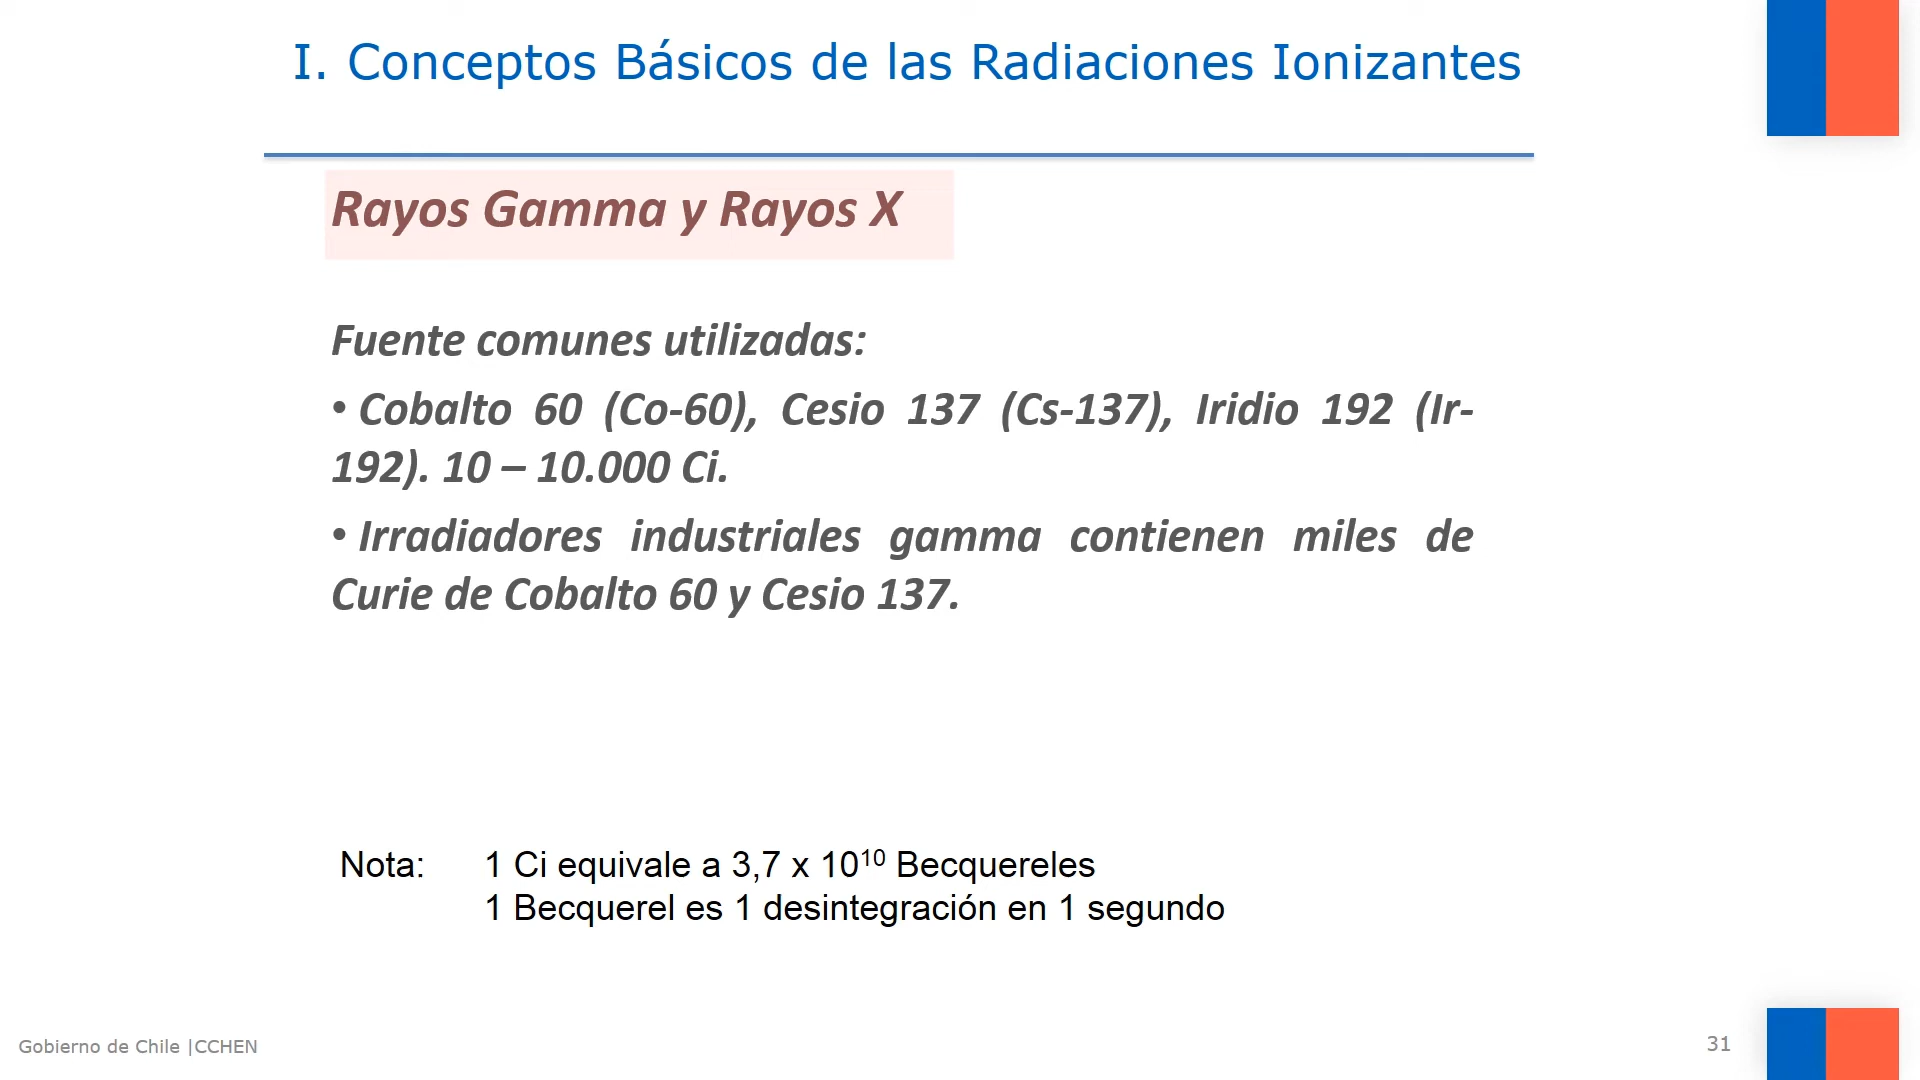 I. Conceptos Básicos de las Radiaciones Ionizantes
Rayos Gamma y Rayos X
Fuente comunes utilizadas:
• Cobalto 60 (Co-60), Cesio 137 (Cs-137), Iridio 192 (Ir-
192). 10 – 10.000 Ci.
• Irradiadores industriales gamma contienen miles de
Curie de Cobalto 60 y Cesio 137.
Nota: 1 Ci equivale a 3,7 x 10¹⁰ Becquereles
1 Becquerel es 1 desintegración en 1 segundo
Gobierno de Chile |CCHEN
31